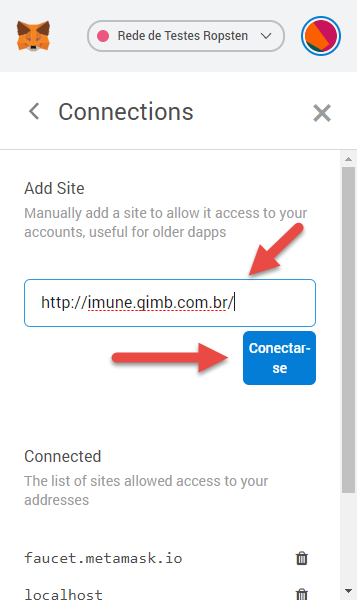 Rede de Testes Ropsten
Connections
Add Site
Manually add a site to allow it access to your
accounts, useful for older dapps
http://imune.gimb.com.br/
Conectar-
se
Connected
The list of sites allowed access to your
addresses
faucet.metamask.io
localhost